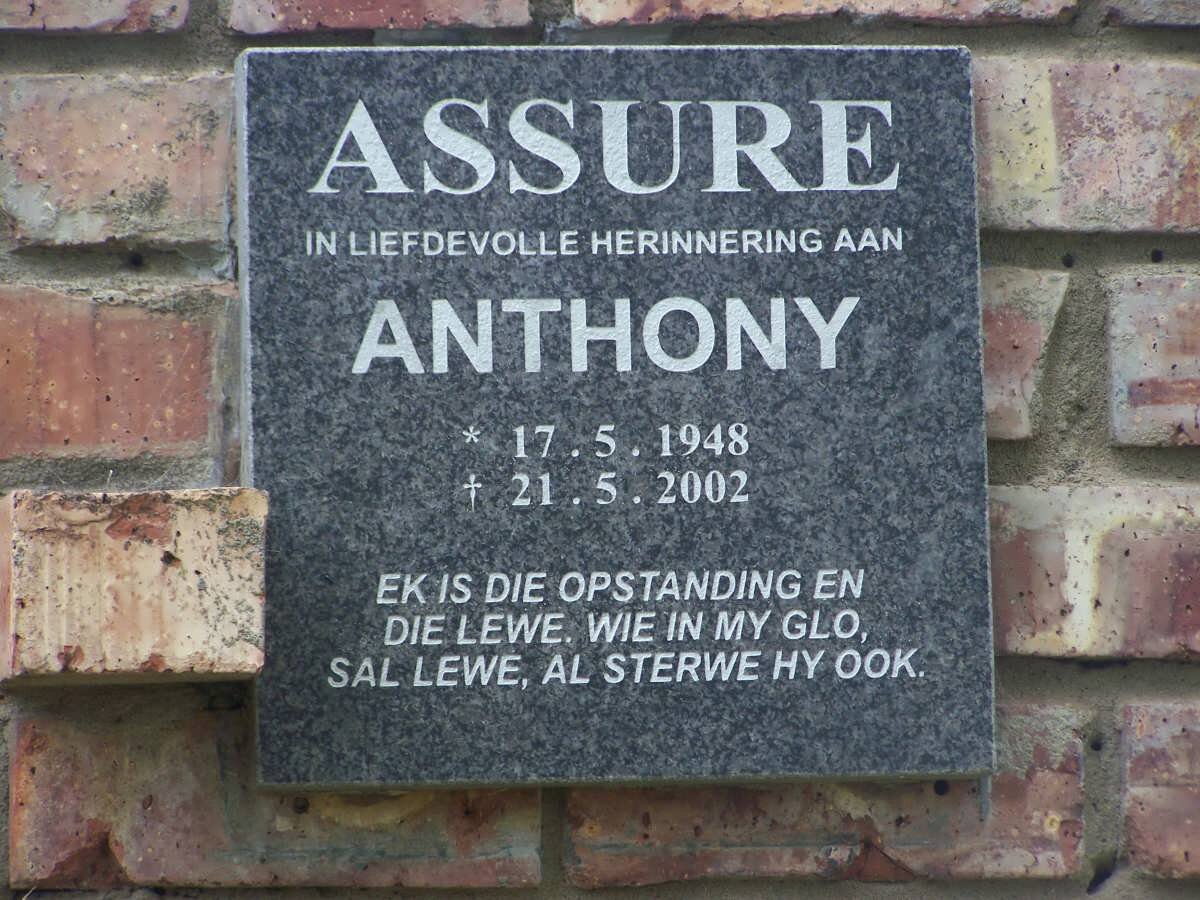 ASSURE
IN LIEFDEVOLLE HERINNERING AAN
ANTHONY
* 17 . 5 . 1948
† 21 . 5 . 2002
EK IS DIE OPSTANDING EN
DIE LEWE. WIE IN MY GLO,
SAL LEWE, AL STERWE HY OOK.